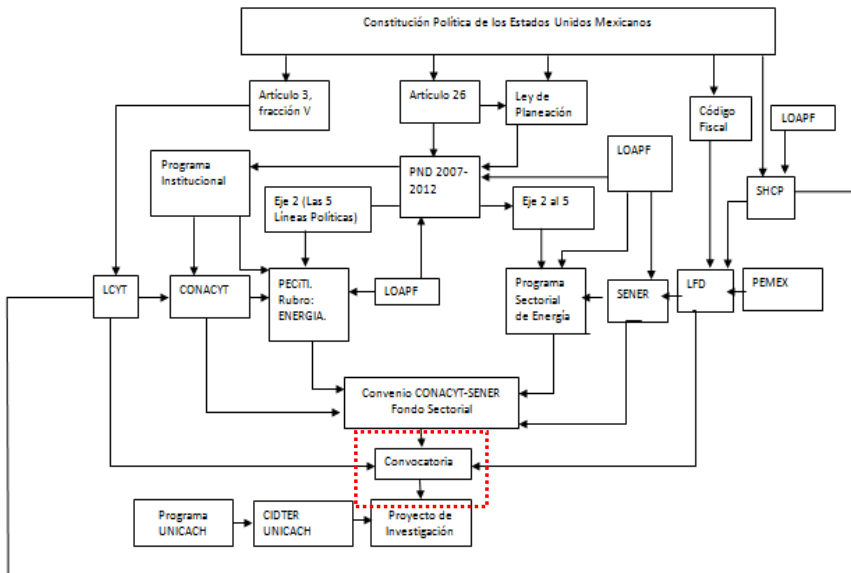 Constitución Política de los Estados Unidos Mexicanos
Artículo 3,
fracción V
Artículo 26
Ley de
Planeación
Código
Fiscal
LOAPF
Programa
Institucional
PND 2007-
2012
LOAPF
SHCP
Eje 2 (Las 5
Líneas Políticas)
Eje 2 al 5
LCYT
CONACYT
PECiTI.
Rubro:
ENERGIA.
LOAPF
Programa
Sectorial
de Energía
SENER
LFD
PEMEX
Convenio CONACYT-SENER
Fondo Sectorial
Convocatoria
Programa
UNICACH
CIDTER
UNICACH
Proyecto de
Investigación